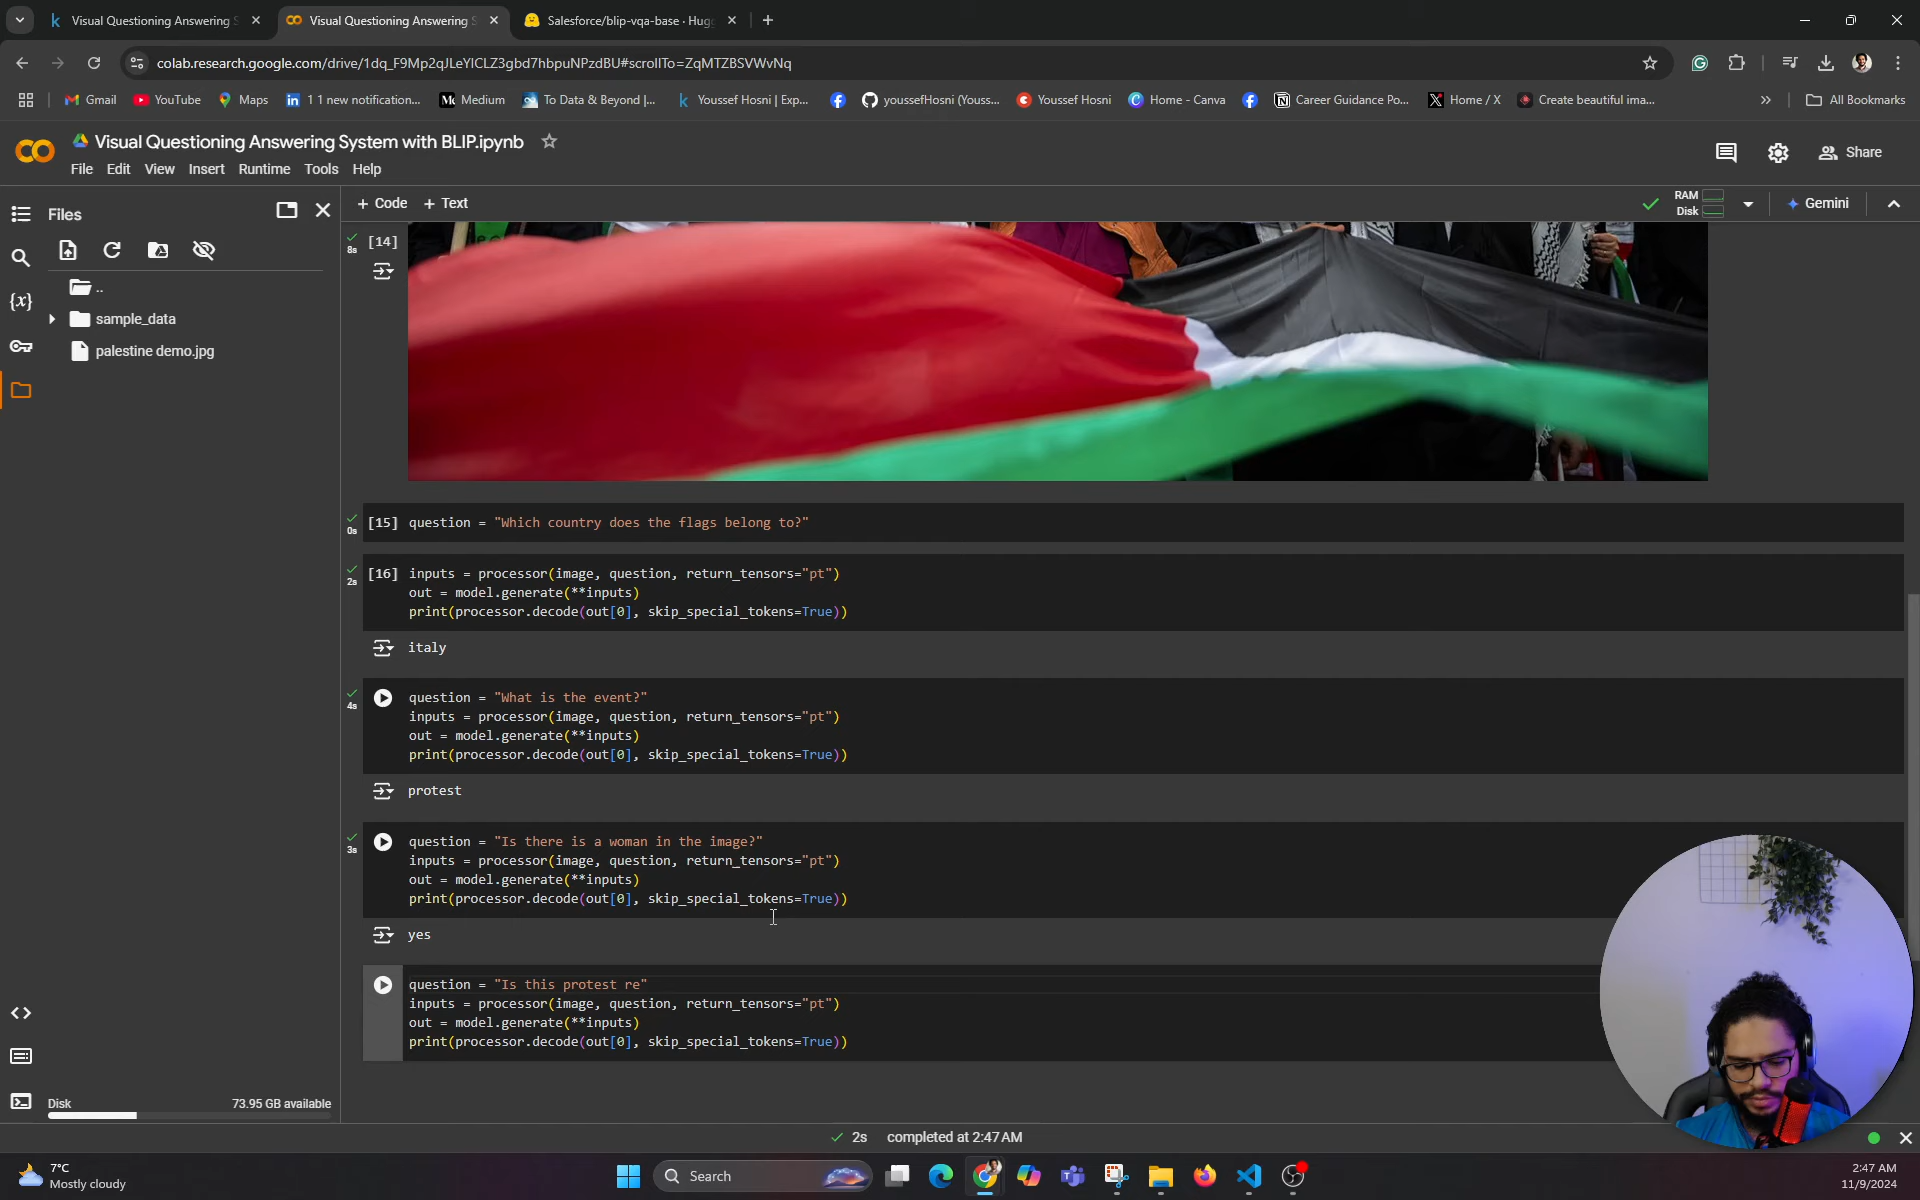 Visual Questioning Answering S
Visual Questioning Answering S
Salesforce/blip-vqa-base · Hugg
colab.research.google.com/drive/1dq_F9Mp2qJLeYlCLZ3gbd7hbpuNPzdBU#scrollTo=ZqMTZBSVWvNq
Gmail
YouTube
Maps
1 1 new notification...
Medium
To Data & Beyond |...
Youssef Hosni | Exp...
youssefHosni (Youss...
Youssef Hosni
Home - Canva
Career Guidance Po...
Home / X
Create beautiful ima...
All Bookmarks
Visual Questioning Answering System with BLIP.ipynb
Share
File Edit View Insert Runtime Tools Help
Files
+ Code + Text
RAM
Disk
Gemini
..
sample_data
palestine demo.jpg
8s
[14]
0s
[15] question = "Which country does the flags belong to?"
2s
[16] inputs = processor(image, question, return_tensors="pt")
out = model.generate(**inputs)
print(processor.decode(out[0], skip_special_tokens=True))
italy
4s
question = "What is the event?"
inputs = processor(image, question, return_tensors="pt")
out = model.generate(**inputs)
print(processor.decode(out[0], skip_special_tokens=True))
protest
3s
question = "Is there is a woman in the image?"
inputs = processor(image, question, return_tensors="pt")
out = model.generate(**inputs)
print(processor.decode(out[0], skip_special_tokens=True))
yes
question = "Is this protest re"
inputs = processor(image, question, return_tensors="pt")
out = model.generate(**inputs)
print(processor.decode(out[0], skip_special_tokens=True))
Disk
73.95 GB available
2s completed at 2:47 AM
7°C
Mostly cloudy
Search
2:47 AM
11/9/2024